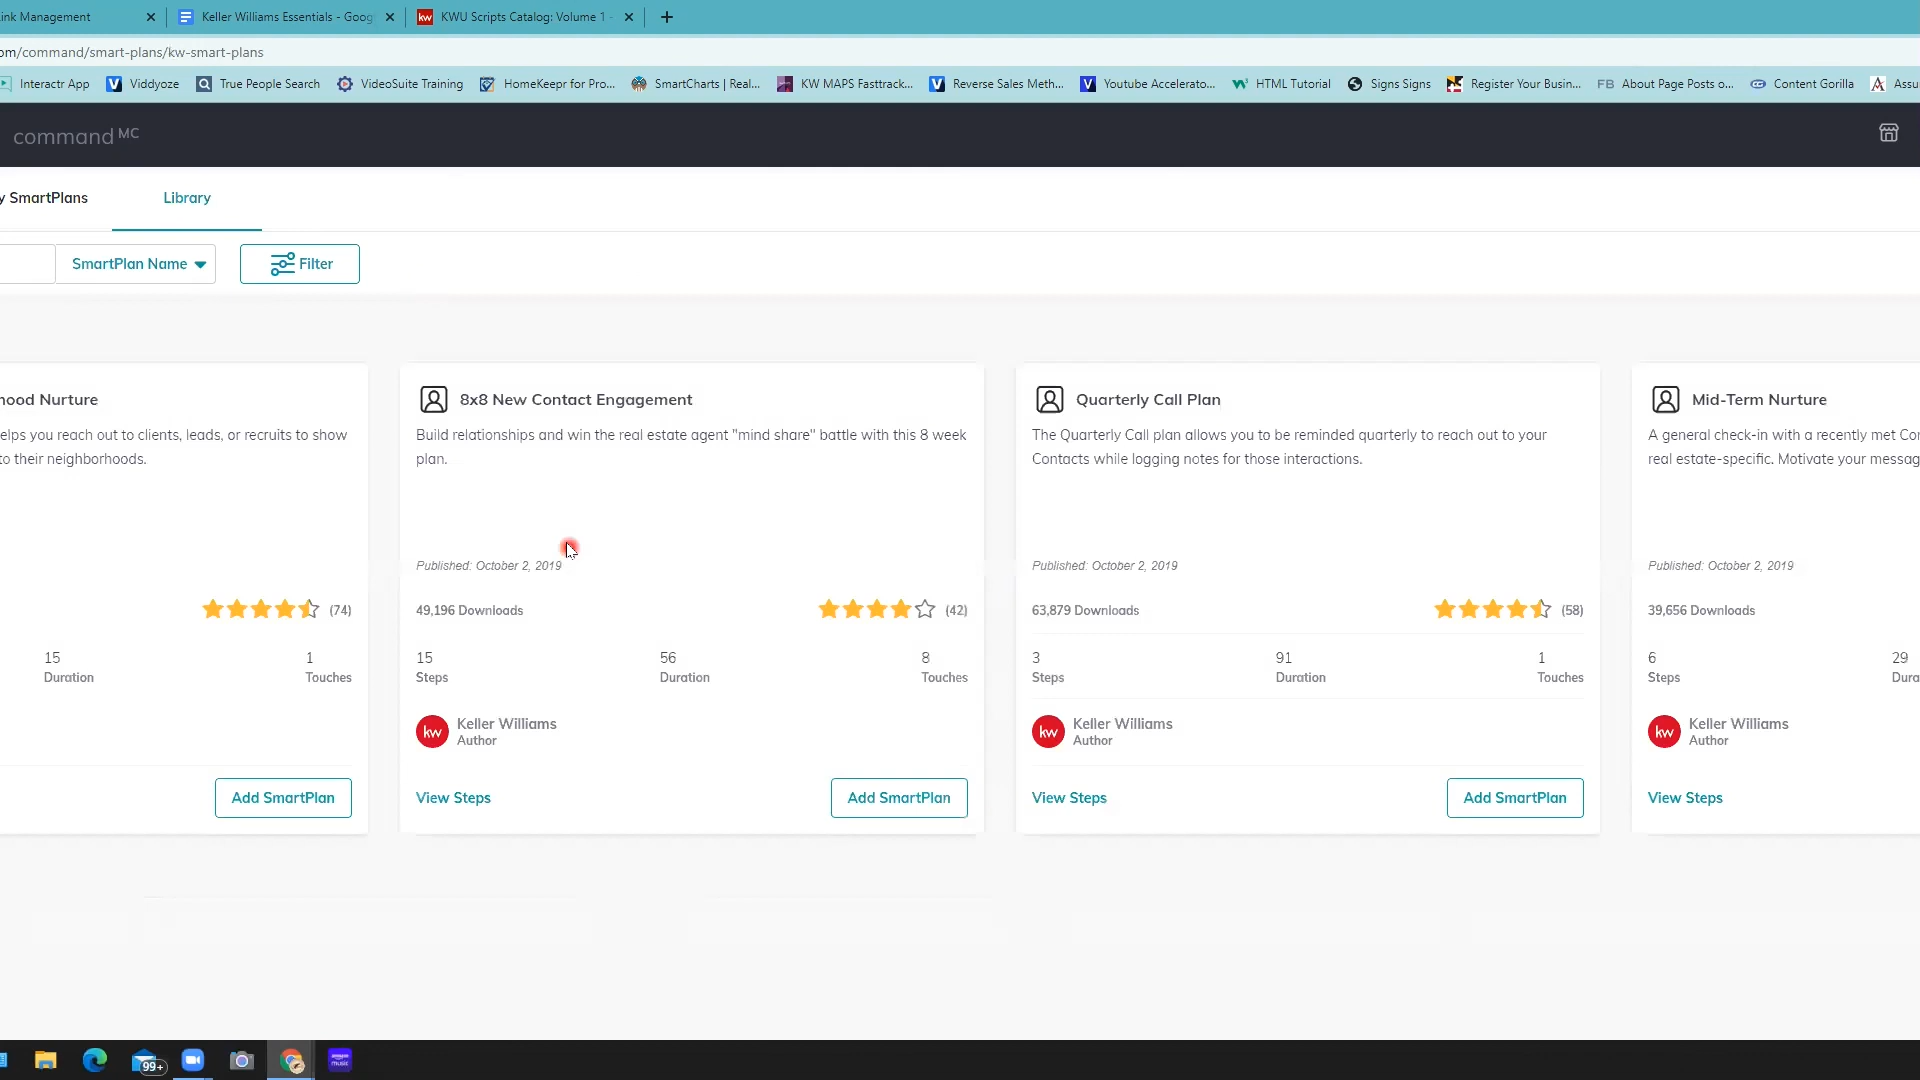 ink Management
Keller Williams Essentials - Goog
KWU Scripts Catalog: Volume 1 -
om/command/smart-plans/kw-smart-plans
Interactr App
Viddyoze
True People Search
VideoSuite Training
HomeKeepr for Pro...
SmartCharts | Real...
KW MAPS Fasttrack...
Reverse Sales Meth...
Youtube Accelerato...
HTML Tutorial
Signs Signs
Register Your Busin...
FB About Page Posts o...
Content Gorilla
Assu
command MC
y SmartPlans
Library
SmartPlan Name
Filter
hood Nurture
elps you reach out to clients, leads, or recruits to show
to their neighborhoods.
(74)
15
Duration
1
Touches
Add SmartPlan
8x8 New Contact Engagement
Build relationships and win the real estate agent "mind share" battle with this 8 week
plan.
Published: October 2, 2019
49,196 Downloads
(42)
15
Steps
56
Duration
8
Touches
kw
Keller Williams
Author
View Steps
Add SmartPlan
Quarterly Call Plan
The Quarterly Call plan allows you to be reminded quarterly to reach out to your
Contacts while logging notes for those interactions.
Published: October 2, 2019
63,879 Downloads
(58)
3
Steps
91
Duration
1
Touches
kw
Keller Williams
Author
View Steps
Add SmartPlan
Mid-Term Nurture
A general check-in with a recently met Con
real estate-specific. Motivate your messag
Published: October 2, 2019
39,656 Downloads
6
Steps
29
Dura
kw
Keller Williams
Author
View Steps
99+
amazon
music